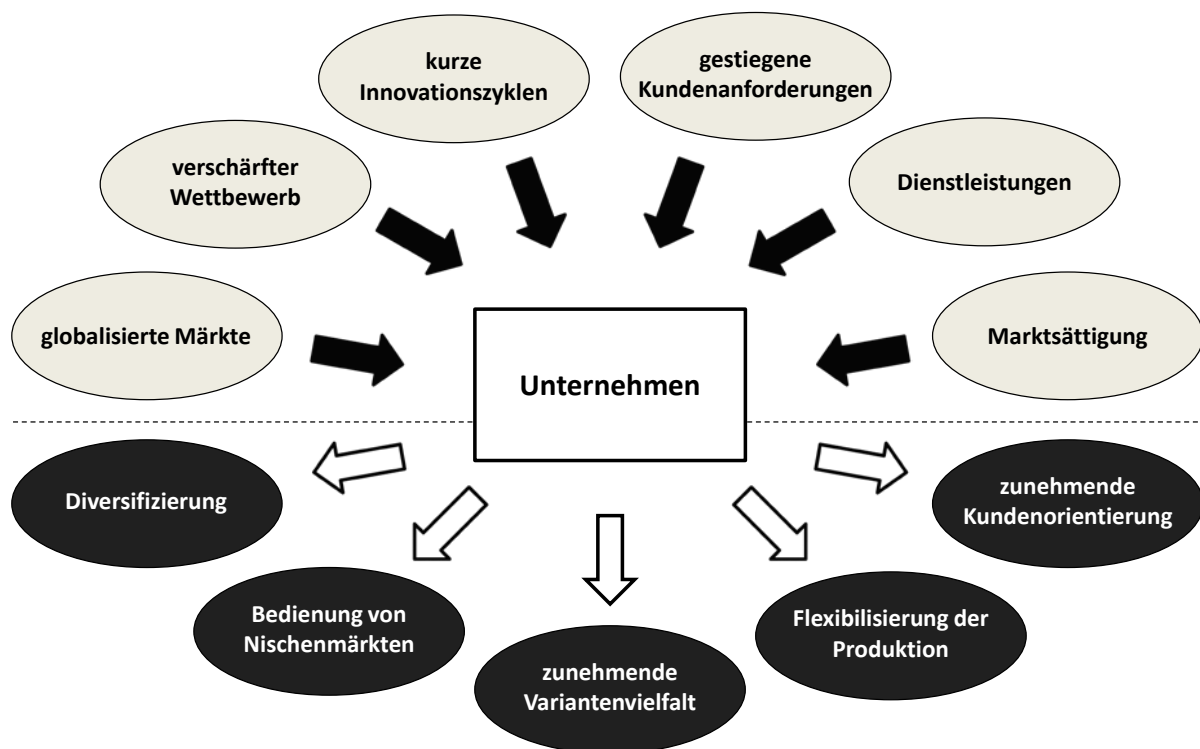 kurze
Innovationszyklen
gestiegene
Kundenanforderungen
verschärfter
Wettbewerb
Dienstleistungen
globalisierte Märkte
Marktsättigung
Unternehmen
Diversifizierung
zunehmende
Kundenorientierung
Bedienung von
Nischenmärkten
Flexibilisierung der
Produktion
zunehmende
Variantenvielfalt